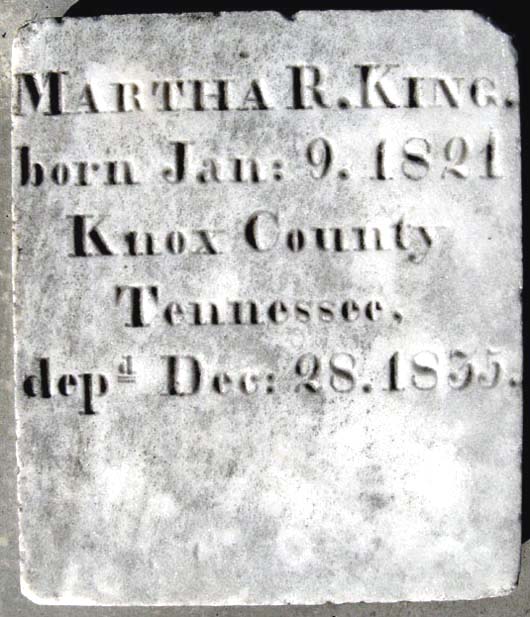 MARTHA R. KING.
born Jan: 9. 1821
Knox County
Tennessee.
depd Dec: 28. 1835.